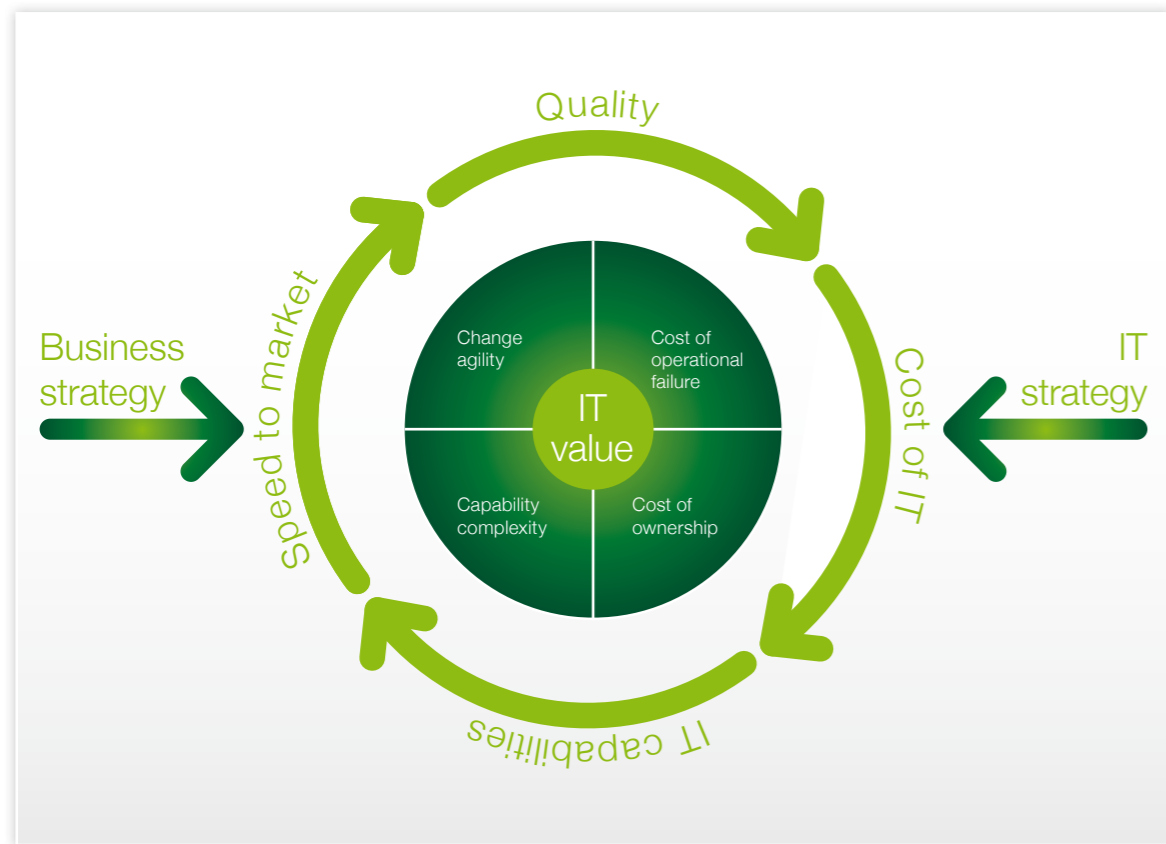 Quality
Business
strategy
Speed to market
Change
agility
Cost of
operational
failure
IT
value
Capability
complexity
Cost of
ownership
Cost of IT
IT
strategy
IT capabilities